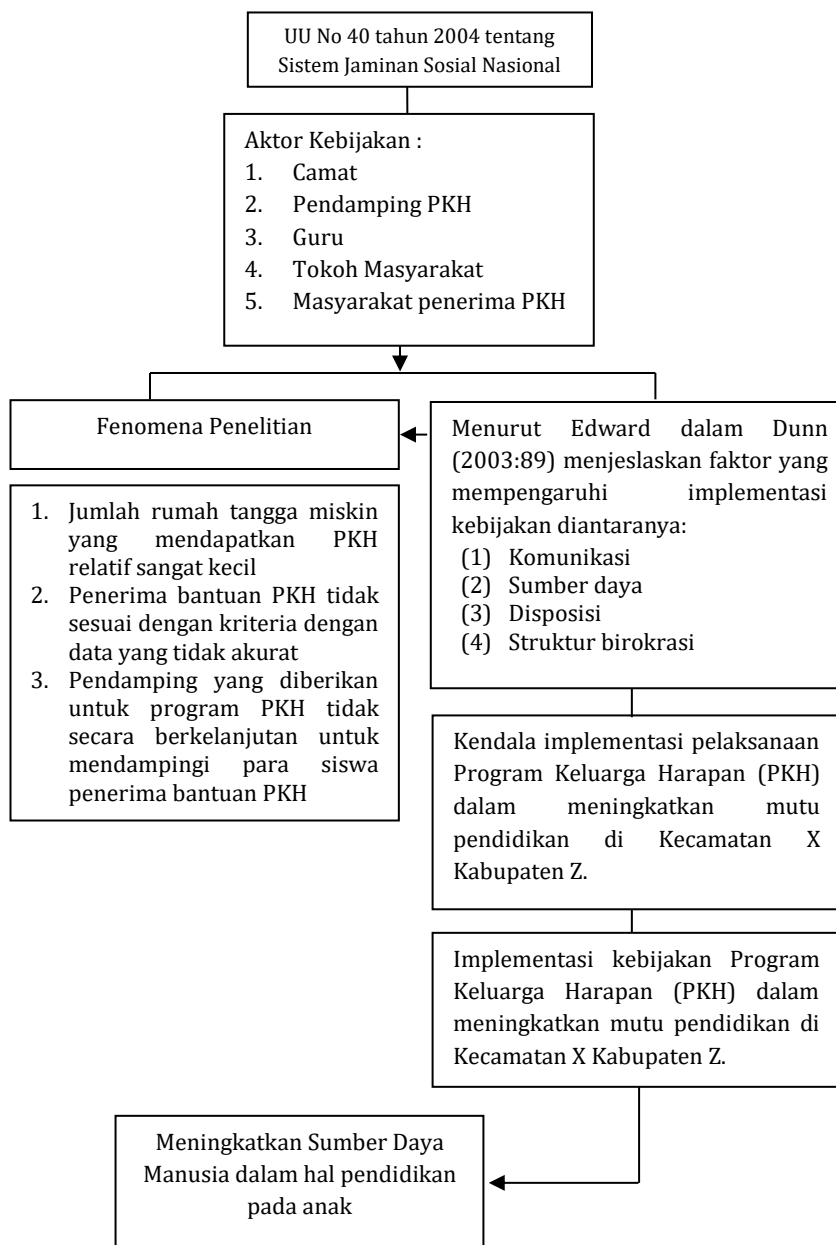 UU No 40 tahun 2004 tentang
Sistem Jaminan Sosial Nasional
Aktor Kebijakan :
1. Camat
2. Pendamping PKH
3. Guru
4. Tokoh Masyarakat
5. Masyarakat penerima PKH
Fenomena Penelitian
1. Jumlah rumah tangga miskin
yang mendapatkan PKH
relatif sangat kecil
2. Penerima bantuan PKH tidak
sesuai dengan kriteria dengan
data yang tidak akurat
3. Pendamping yang diberikan
untuk program PKH tidak
secara berkelanjutan untuk
mendampingi para siswa
penerima bantuan PKH
Menurut Edward dalam Dunn
(2003:89) menjeslaskan faktor yang
mempengaruhi implementasi
kebijakan diantaranya:
(1) Komunikasi
(2) Sumber daya
(3) Disposisi
(4) Struktur birokrasi
Kendala implementasi pelaksanaan
Program Keluarga Harapan (PKH)
dalam meningkatkan mutu
pendidikan di Kecamatan X
Kabupaten Z.
Implementasi kebijakan Program
Keluarga Harapan (PKH) dalam
meningkatkan mutu pendidikan di
Kecamatan X Kabupaten Z.
Meningkatkan Sumber Daya
Manusia dalam hal pendidikan
pada anak